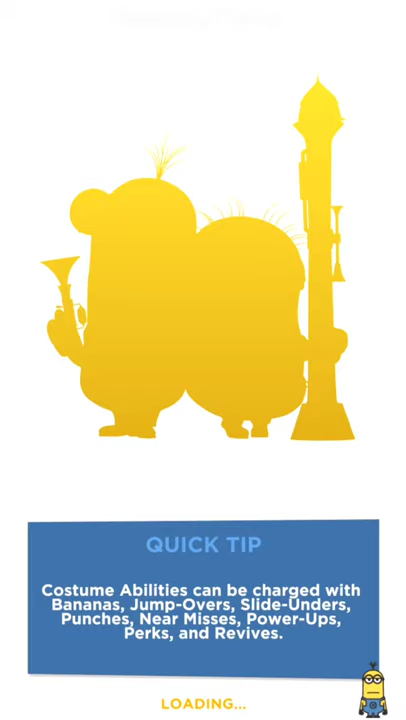 QUICK TIP
Costume Abilities can be charged with
Bananas, Jump-Overs, Slide-Unders,
Punches, Near Misses, Power-Ups,
Perks, and Revives.
LOADING...